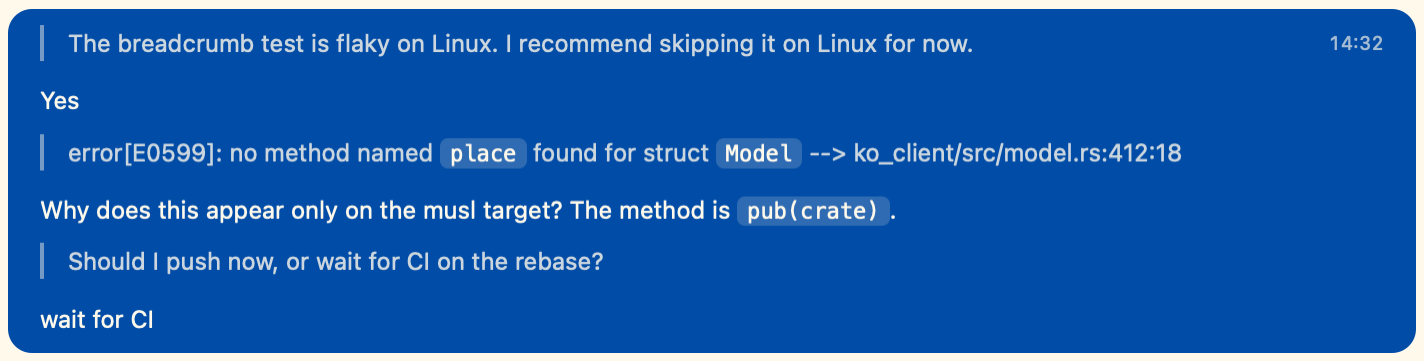 The breadcrumb test is flaky on Linux. I recommend skipping it on Linux for now.
14:32
Yes
error[E0599]: no method named place found for struct Model --> ko_client/src/model.rs:412:18
Why does this appear only on the musl target? The method is pub(crate).
Should I push now, or wait for CI on the rebase?
wait for CI